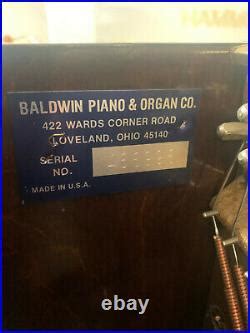 BALDWIN PIANO & ORGAN CO.
422 WARDS CORNER ROAD
LOVELAND, OHIO 45140
SERIAL
NO.
MADE IN U.S.A.